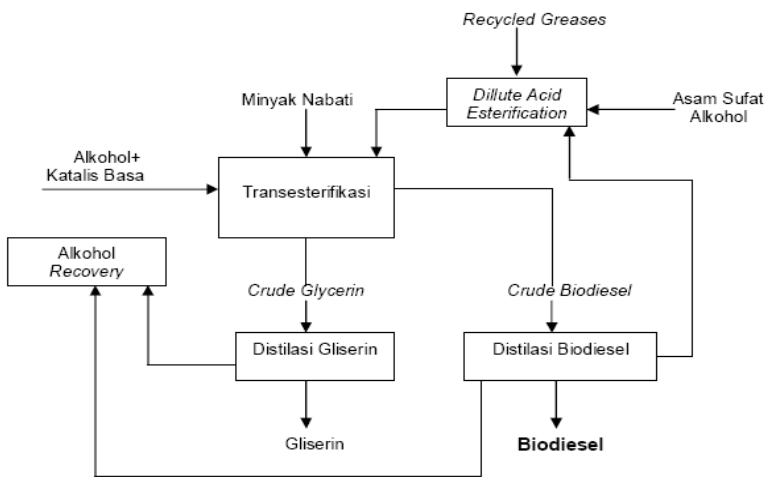 Recycled Greases
Dillute Acid
Esterification
Asam Sufat
Alkohol
Minyak Nabati
Alkohol+
Katalis Basa
Transesterifikasi
Alkohol
Recovery
Crude Glycerin
Crude Biodiesel
Distilasi Gliserin
Distilasi Biodiesel
Gliserin
Biodiesel